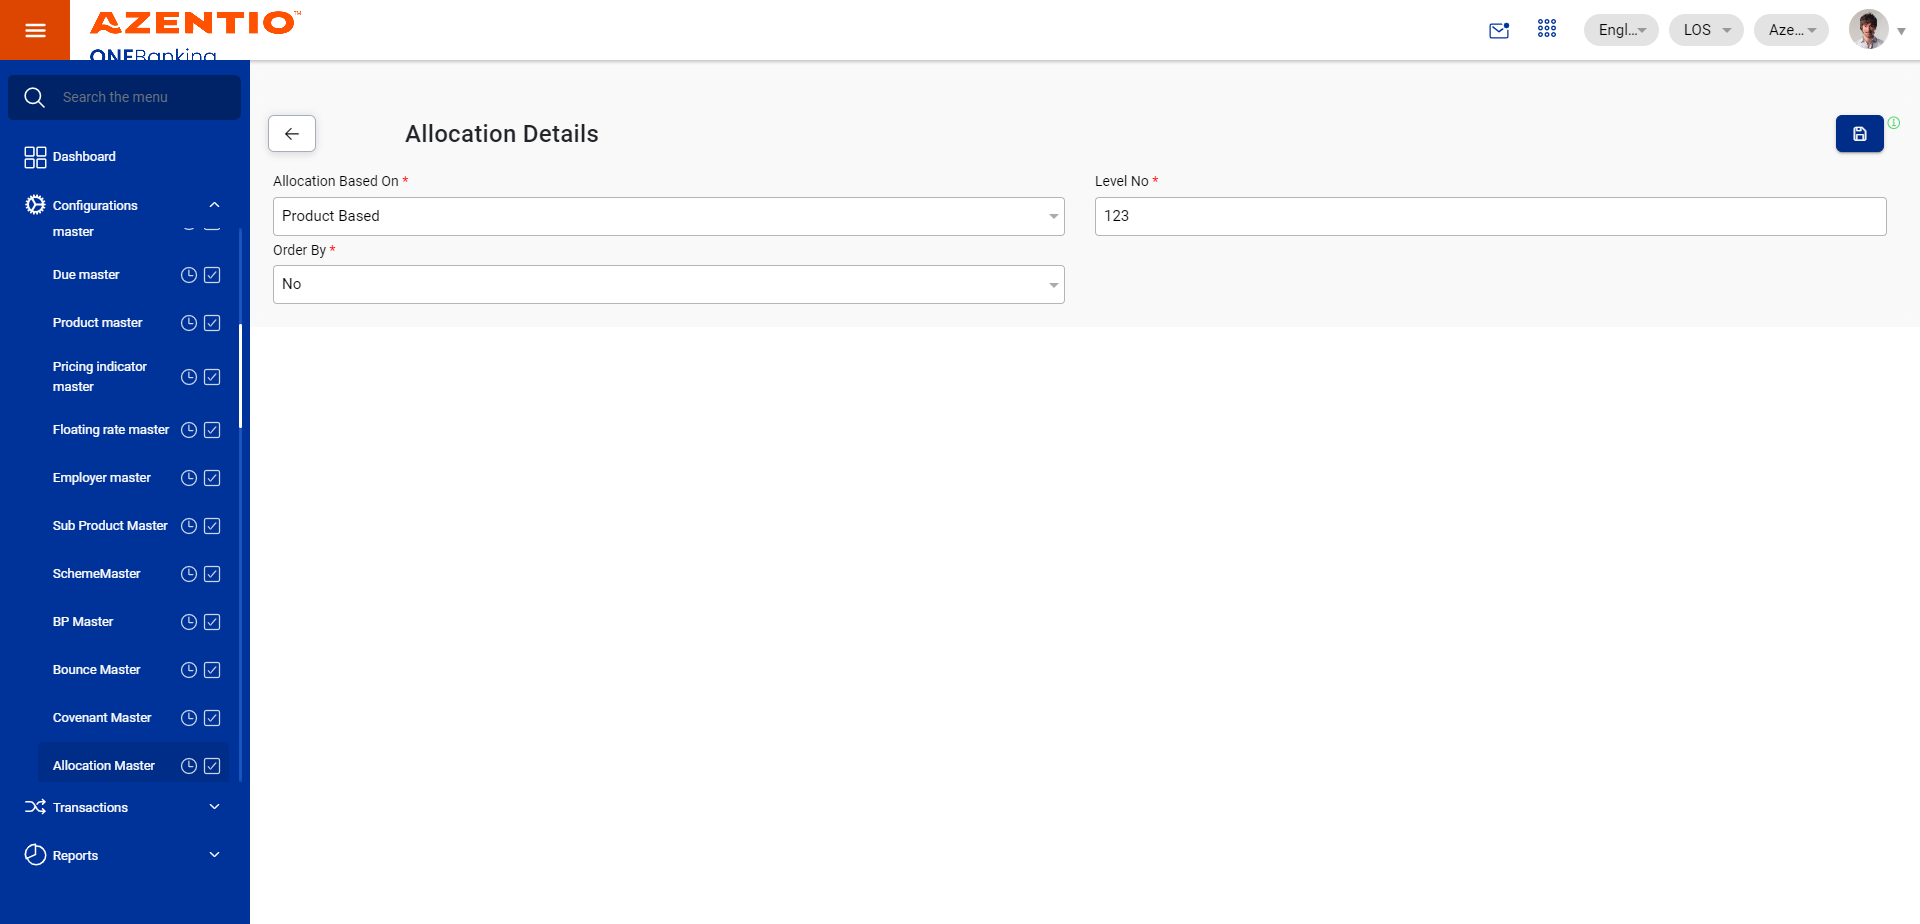 AZENTIO™
ONEBanking
Engl...
LOS
Aze...
Search the menu
Dashboard
Configurations
master
Due master
Product master
Pricing indicator
master
Floating rate master
Employer master
Sub Product Master
SchemeMaster
BP Master
Bounce Master
Covenant Master
Allocation Master
Transactions
Reports
Allocation Details
Allocation Based On *
Product Based
Level No *
123
Order By *
No